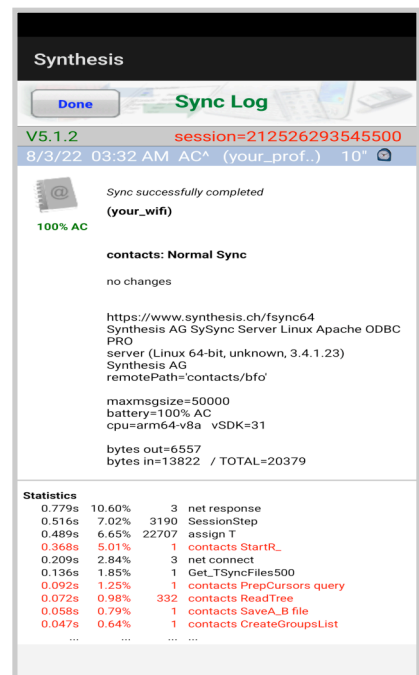 Synthesis
Done
Sync Log
V5.1.2 session=212526293545500
8/3/22 03:32 AM AC^ (your_prof..) 10"
@
100% AC
Sync successfully completed
(your_wifi)
contacts: Normal Sync
no changes
https://www.synthesis.ch/fsync64
Synthesis AG SySync Server Linux Apache ODBC
PRO
server (Linux 64-bit, unknown, 3.4.1.23)
Synthesis AG
remotePath='contacts/bfo'
maxmsgsize=50000
battery=100% AC
cpu=arm64-v8a vSDK=31
bytes out=6557
bytes in=13822 / TOTAL=20379
Statistics
0.779s 10.60% 3 net response
0.516s 7.02% 3190 SessionStep
0.489s 6.65% 22707 assign T
0.368s 5.01% 1 contacts StartR_
0.209s 2.84% 3 net connect
0.136s 1.85% 1 Get_TSyncFiles500
0.092s 1.25% 1 contacts PrepCursors query
0.072s 0.98% 332 contacts ReadTree
0.058s 0.79% 1 contacts SaveA_B file
0.047s 0.64% 1 contacts CreateGroupsList
... ... ... ...